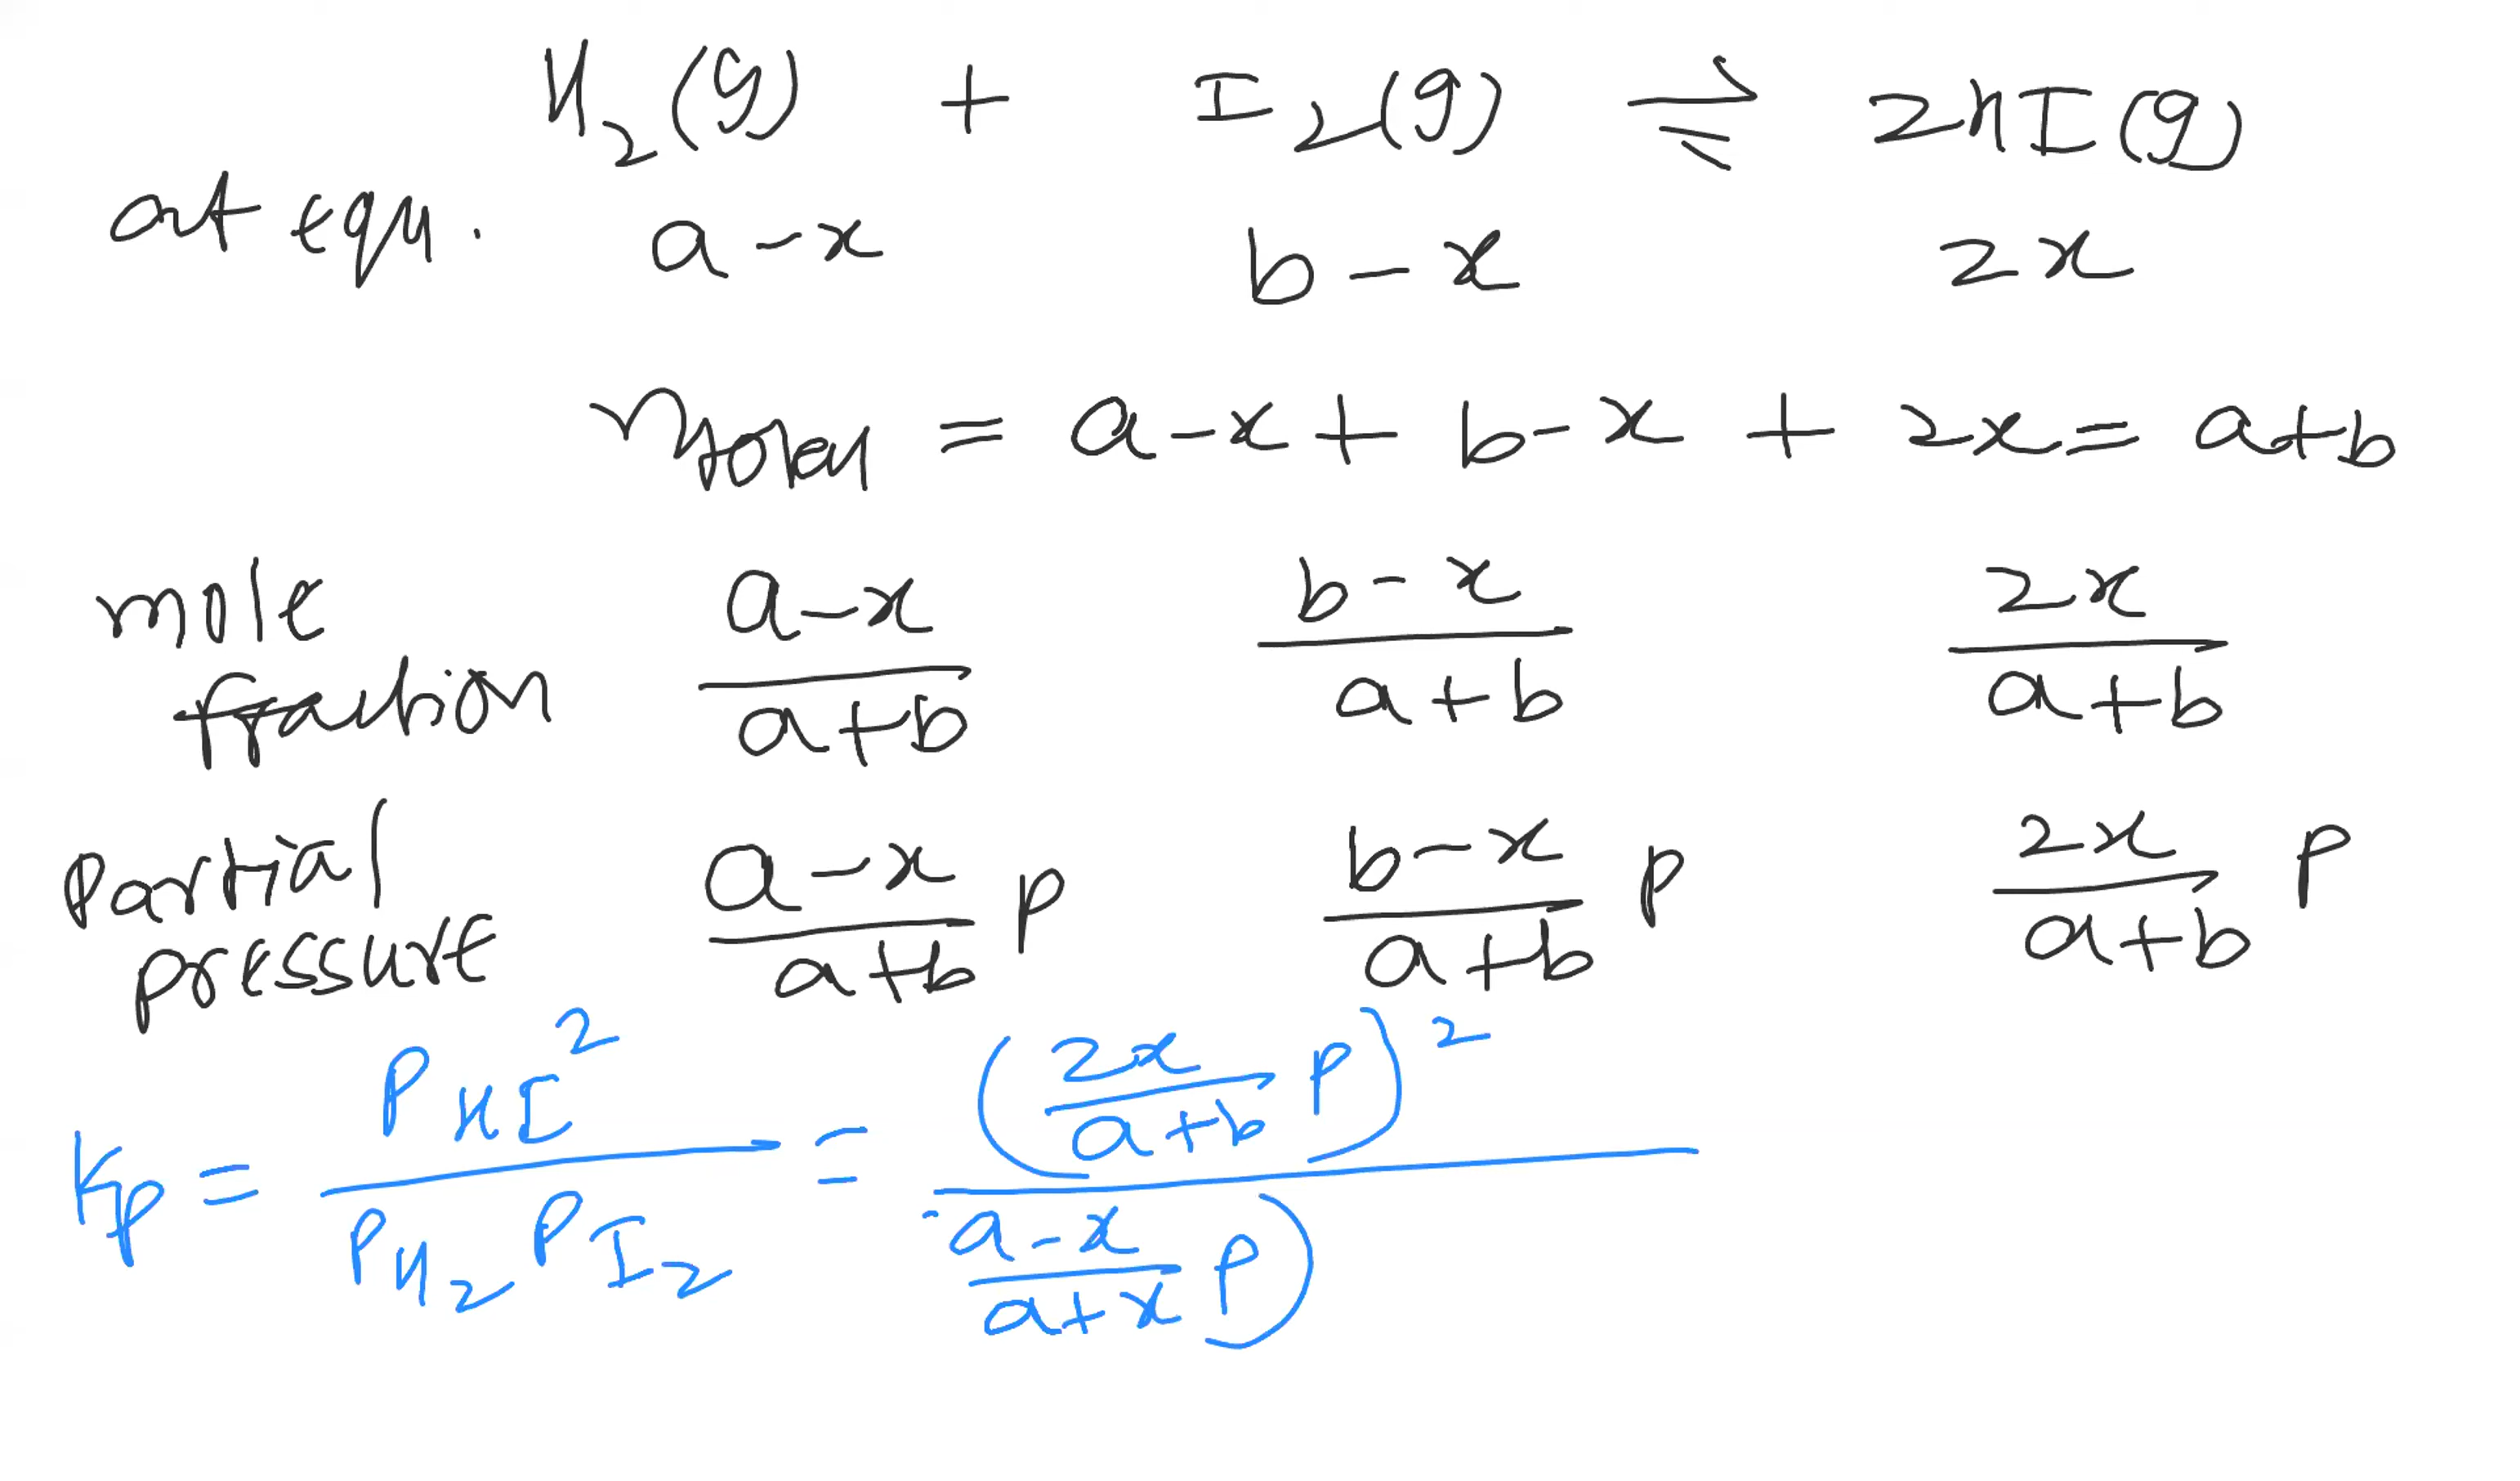 H₂(g) + I₂(g) ⇌ 2HI(g)
at equ. a-x b-x 2x
n_total = a-x + b-x + 2x = a+b
mole fraction (a-x)/(a+b) (b-x)/(a+b) (2x)/(a+b)
partial pressure (a-x)/(a+b) P (b-x)/(a+b) P (2x)/(a+b) P
Kp = P_HI² / (P_H₂ P_I₂) = ((2x)/(a+b) P)² / ((a-x)/(a+x) P)